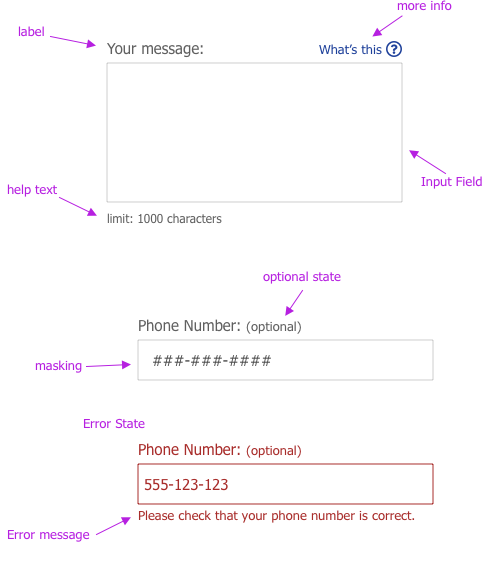 more info
label
Your message: What's this ?
Input Field
help text
limit: 1000 characters
optional state
Phone Number: (optional)
masking
###-###-####
Error State
Phone Number: (optional)
555-123-123
Please check that your phone number is correct.
Error message